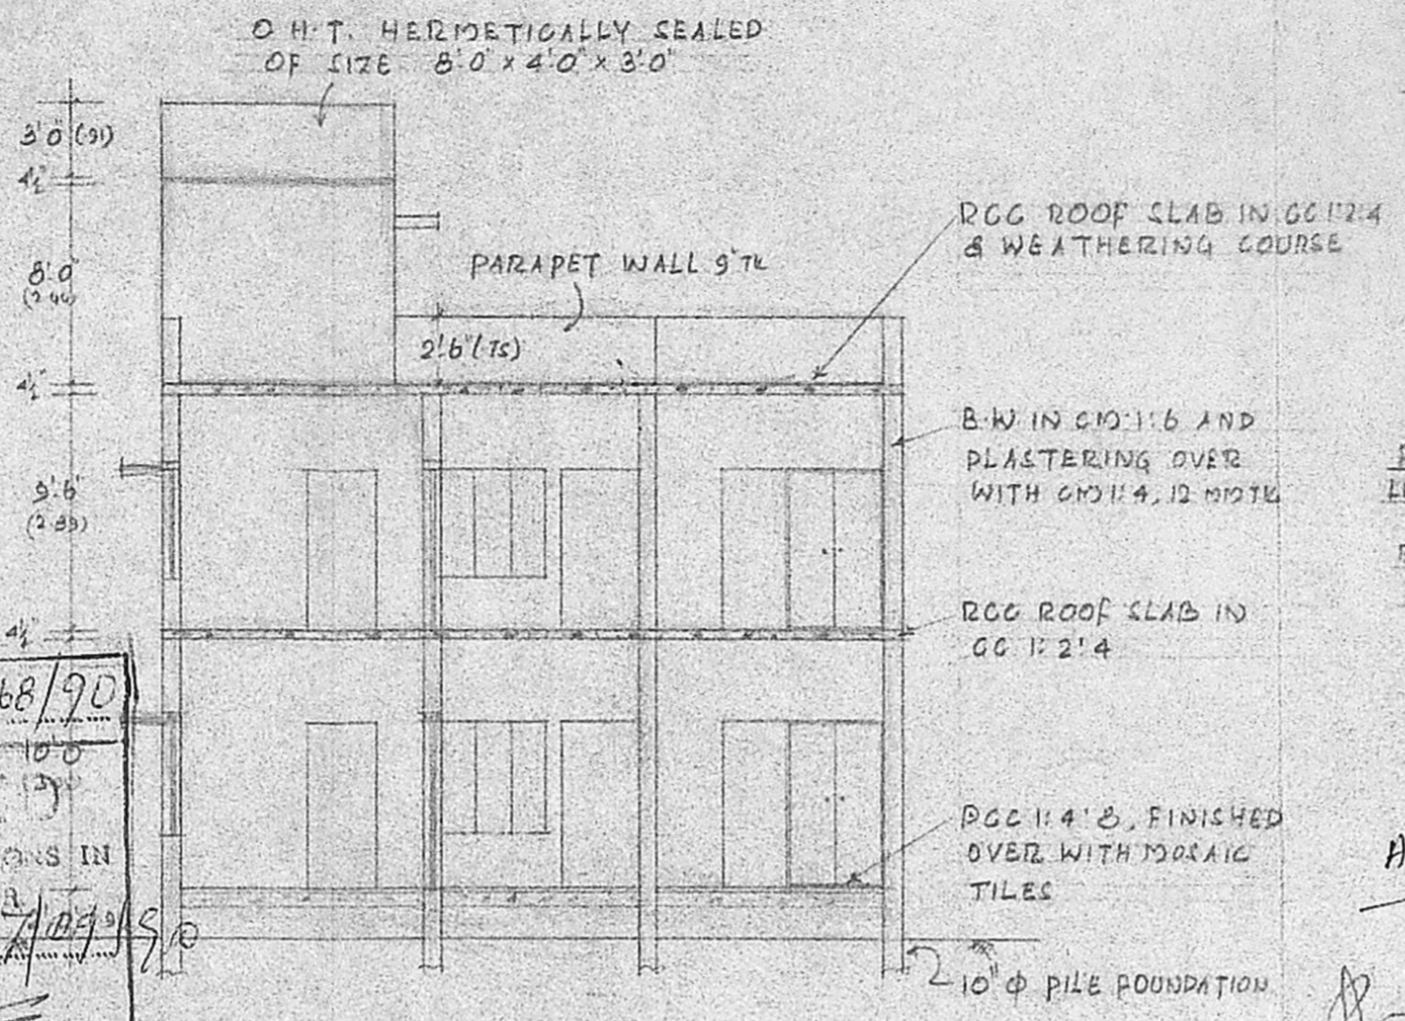 O.H.T. HERMETICALLY SEALED
OF SIZE 8'0" x 4'0" x 3'0"
3'0" (.91)
4½"
8'0"
(2.44)
4½"
9'6"
(2.89)
4½"
PARAPET WALL 9" TK
2'6" (.75)
RCC ROOF SLAB IN CC 1:2:4
& WEATHERING COURSE
B.W IN CM 1:6 AND
PLASTERING OVER
WITH CM 1:4, 12 MM TK
RCC ROOF SLAB IN
CC 1:2:4
PCC 1:4:8, FINISHED
OVER WITH MOSAIC
TILES
10" Φ PILE FOUNDATION
68/90
10'0"
ONS IN